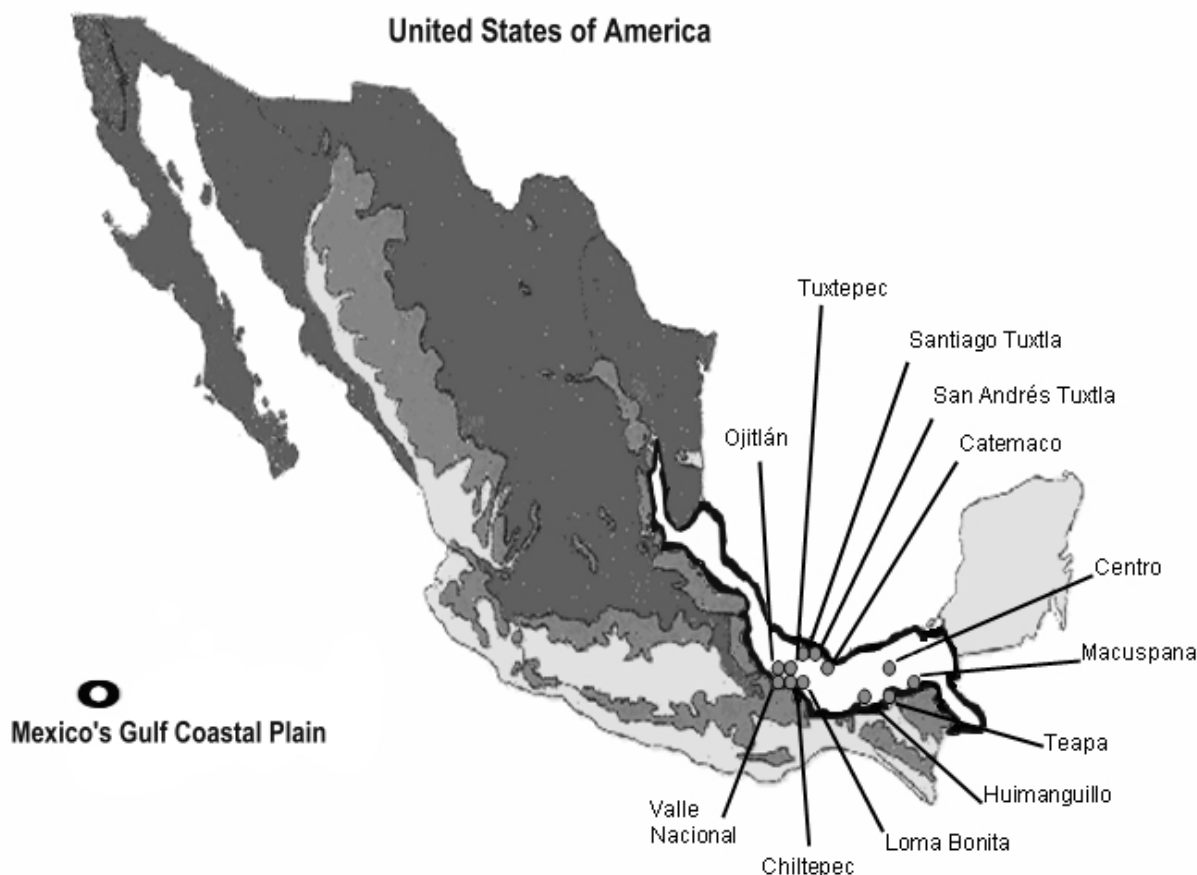 United States of America
Tuxtepec
Santiago Tuxtla
San Andrés Tuxtla
Ojitlán
Catemaco
Centro
Macuspana
Mexico's Gulf Coastal Plain
Teapa
Huimanguillo
Valle
Nacional
Loma Bonita
Chiltepec